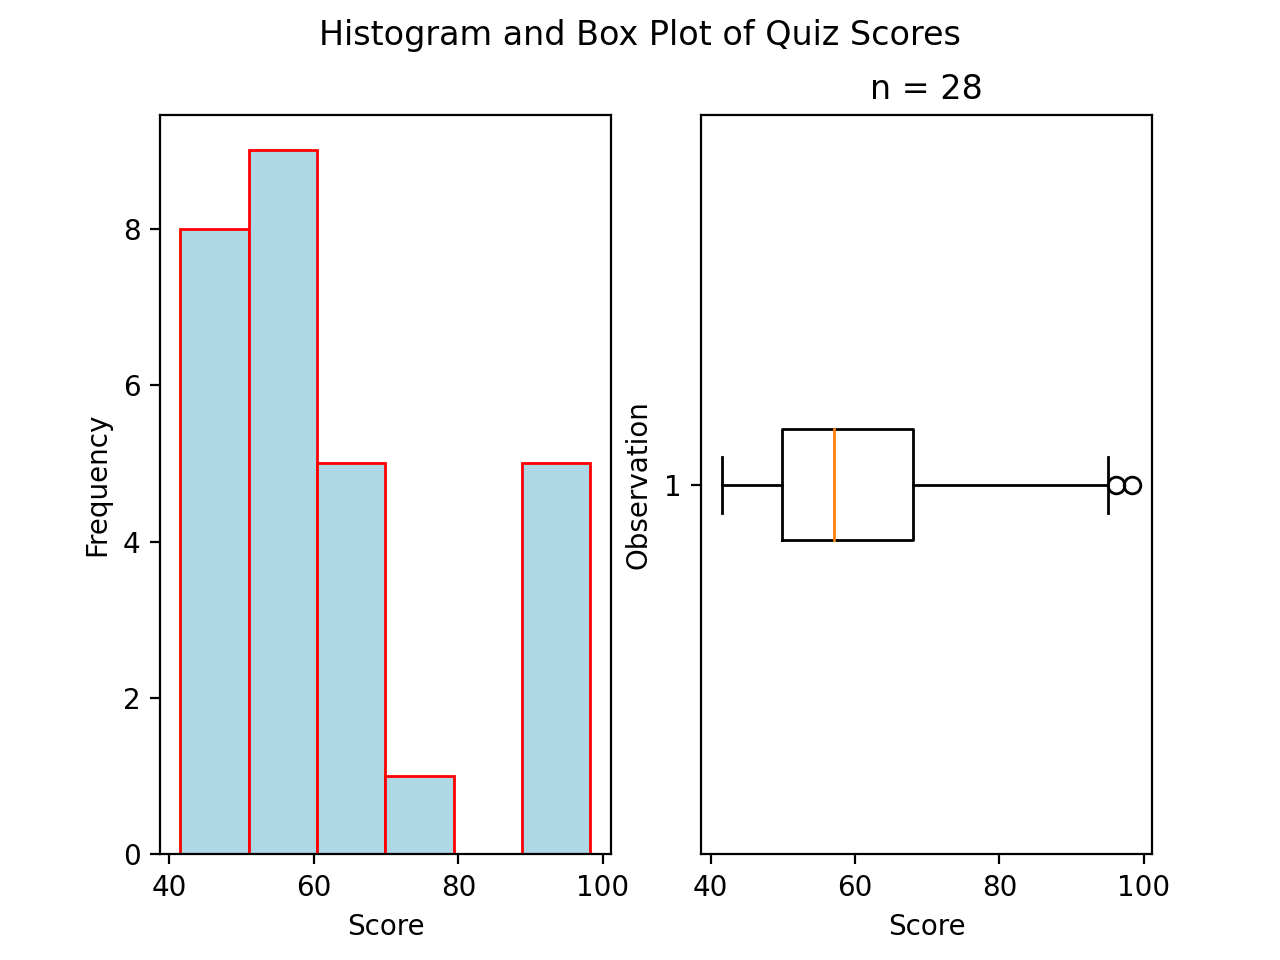 Histogram and Box Plot of Quiz Scores
Frequency
8
6
4
2
0
40 60 80 100
Score
n = 28
Observation
1
40 60 80 100
Score